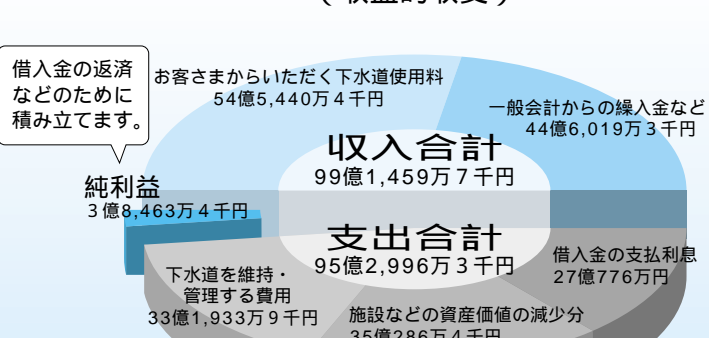 (収益的収支)
借入金の返済
などのために
積み立てます。
お客さまからいただく下水道使用料
54億5,440万4千円
一般会計からの繰入金など
44億6,019万3千円
収入合計
99億1,459万7千円
純利益
3億8,463万4千円
支出合計
95億2,996万3千円
借入金の支払利息
27億776万円
下水道を維持・
管理する費用
33億1,933万9千円
施設などの資産価値の減少分
35億286万4千円